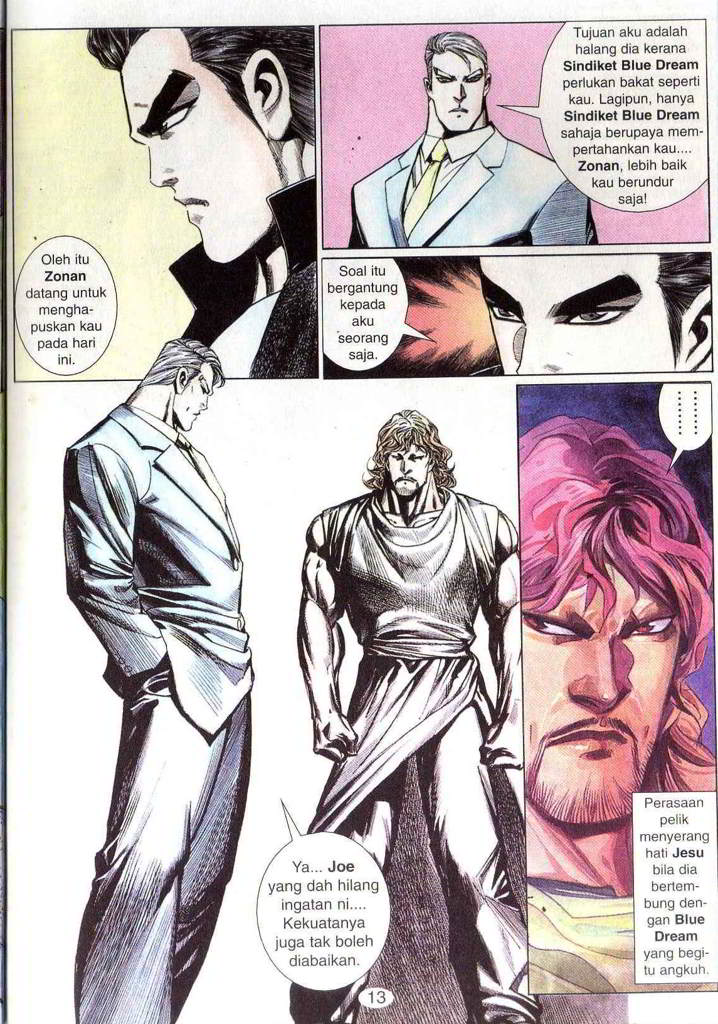 Oleh itu
Zonan
datang untuk
mengha-
puskan kau
pada hari
ini.
Tujuan aku adalah
halang dia kerana
Sindiket Blue Dream
perlukan bakat seperti
kau. Lagipun, hanya
Sindiket Blue Dream
sahaja berupaya mem-
pertahankan kau....
Zonan, lebih baik
kau berundur
saja!
Soal itu
bergantung
kepada
aku
seorang
saja.
Ya... Joe
yang dah hilang
ingatan ni....
Kekuatanya
juga tak boleh
diabaikan.
Perasaan
pelik
menyerang
hati Jesu
bila dia
bertem-
bung den-
gan Blue
Dream
yang begi-
tu angkuh.
13